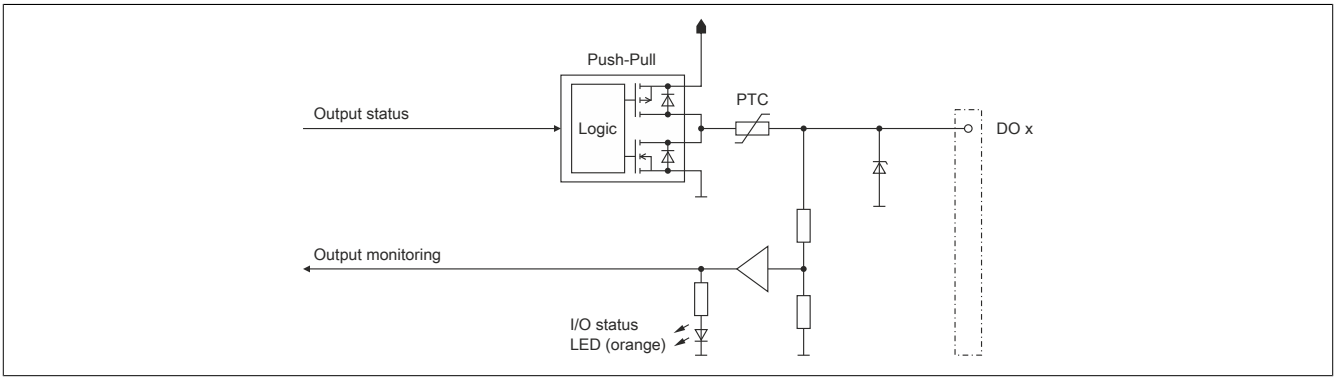 Push-Pull
PTC
Output status
Logic
DO x
Output monitoring
I/O status
LED (orange)